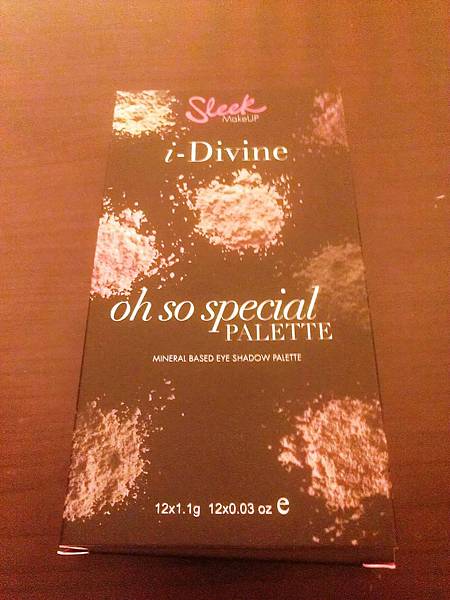 Sleek
MakeUP
i-Divine
oh so special
PALETTE
MINERAL BASED EYE SHADOW PALETTE
12x1.1g 12x0.03 oz e